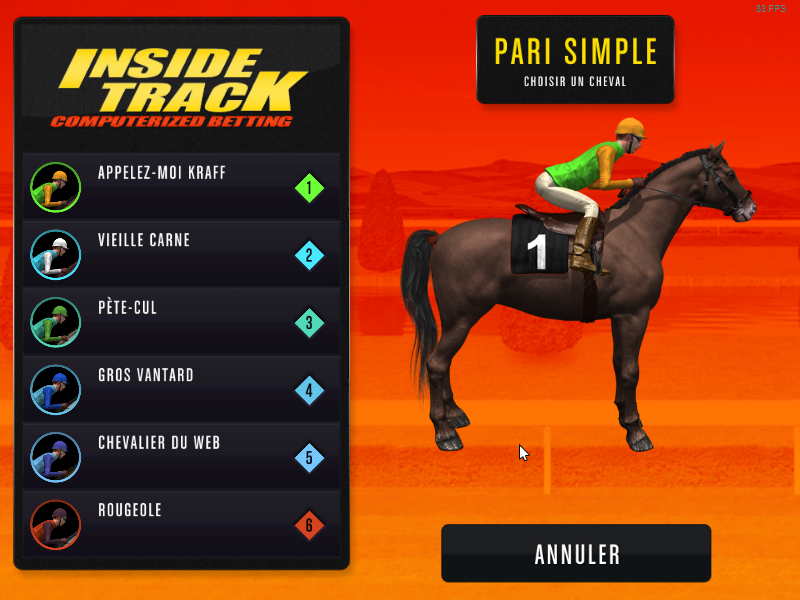 33 FPS
INSIDE
TRACK
COMPUTERIZED BETTING
PARI SIMPLE
CHOISIR UN CHEVAL
APPELEZ-MOI KRAFF 1
VIEILLE CARNE 2
PÈTE-CUL 3
GROS VANTARD 4
CHEVALIER DU WEB 5
ROUGEOLE 6
1
ANNULER